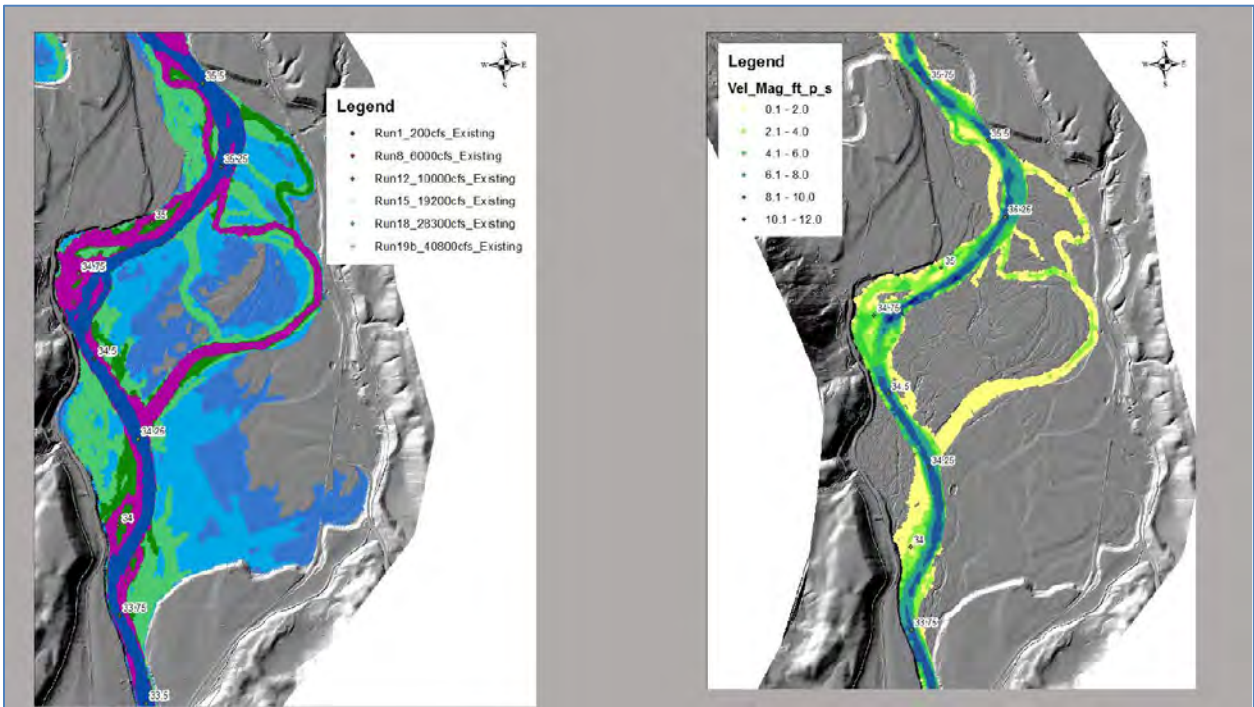 N
W E
S
35.5
Legend
Run1_200cfs_Existing
Run8_6000cfs_Existing
Run12_10000cfs_Existing
Run15_19200cfs_Existing
Run18_28300cfs_Existing
Run19b_40800cfs_Existing
35.25
35
34.75
34.5
34.25
34
33.75
33.5
N
W E
S
Legend
Vel_Mag_ft_p_s
0.1 - 2.0
2.1 - 4.0
4.1 - 6.0
6.1 - 8.0
8.1 - 10.0
10.1 - 12.0
35.75
35.5
35.25
35
34.75
34.5
34.25
34
33.75